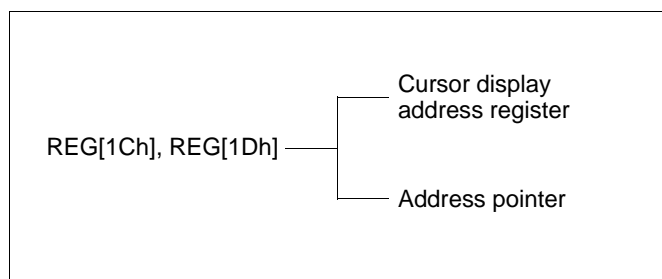 Cursor display
address register
REG[1Ch], REG[1Dh]
Address pointer